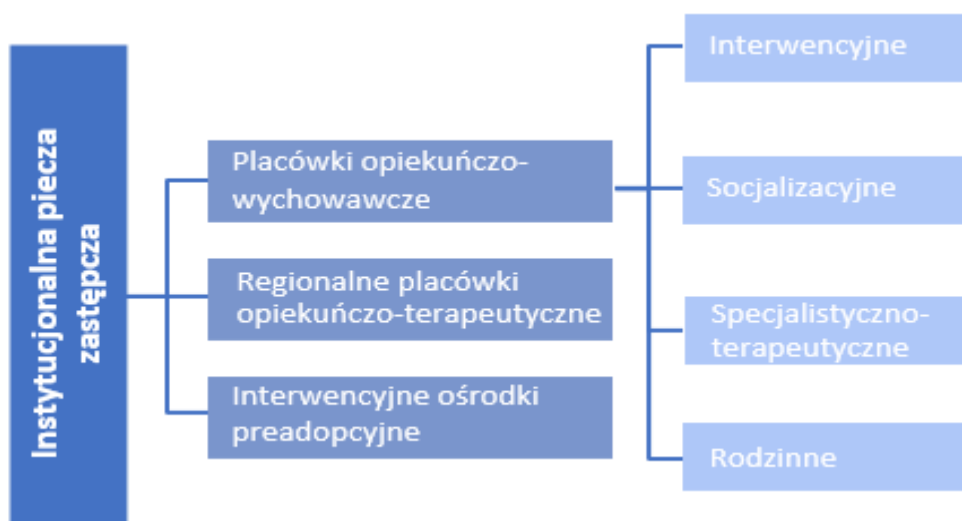 Instytucjonalna piecza
zastępcza
Placówki opiekuńczo-
wychowawcze
Regionalne placówki
opiekuńczo-terapeutyczne
Interwencyjne ośrodki
preadopcyjne
Interwencyjne
Socjalizacyjne
Specjalistyczno-
terapeutyczne
Rodzinne